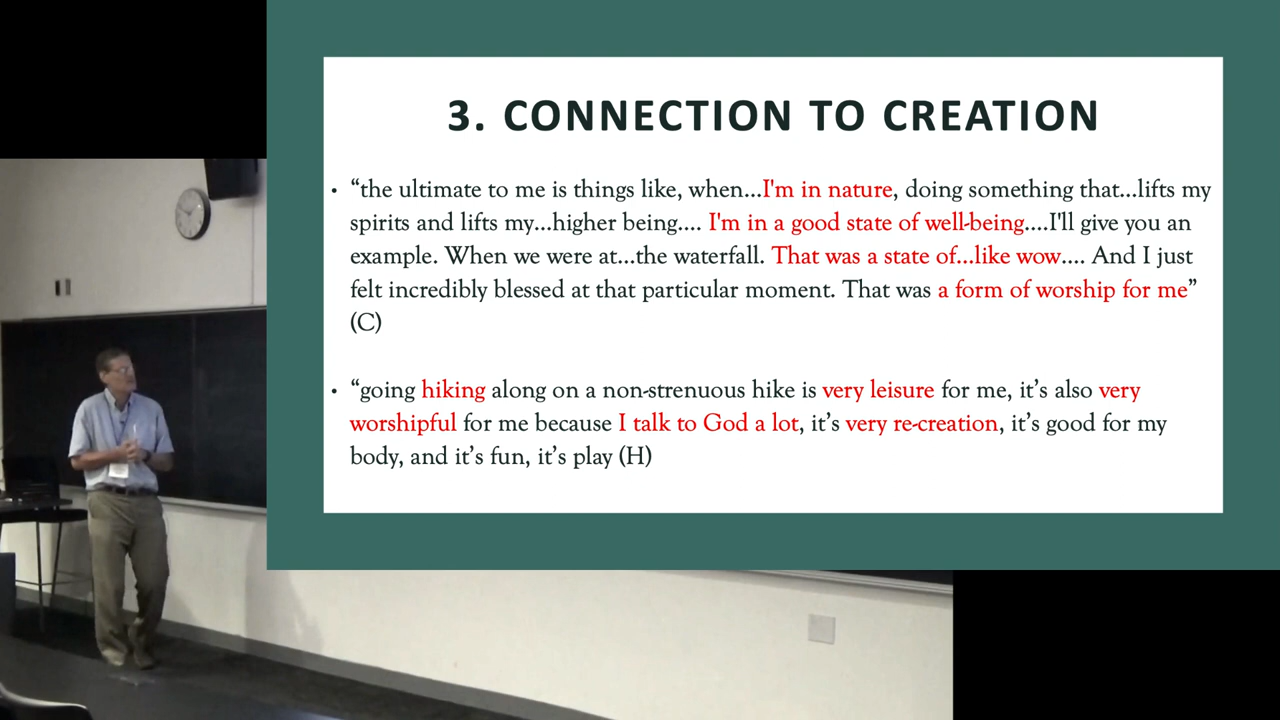 3. CONNECTION TO CREATION
• “the ultimate to me is things like, when…I'm in nature, doing something that…lifts my
spirits and lifts my…higher being…. I'm in a good state of well-being….I'll give you an
example. When we were at…the waterfall. That was a state of…like wow…. And I just
felt incredibly blessed at that particular moment. That was a form of worship for me”
(C)
• “going hiking along on a non-strenuous hike is very leisure for me, it’s also very
worshipful for me because I talk to God a lot, it’s very re-creation, it’s good for my
body, and it’s fun, it’s play (H)